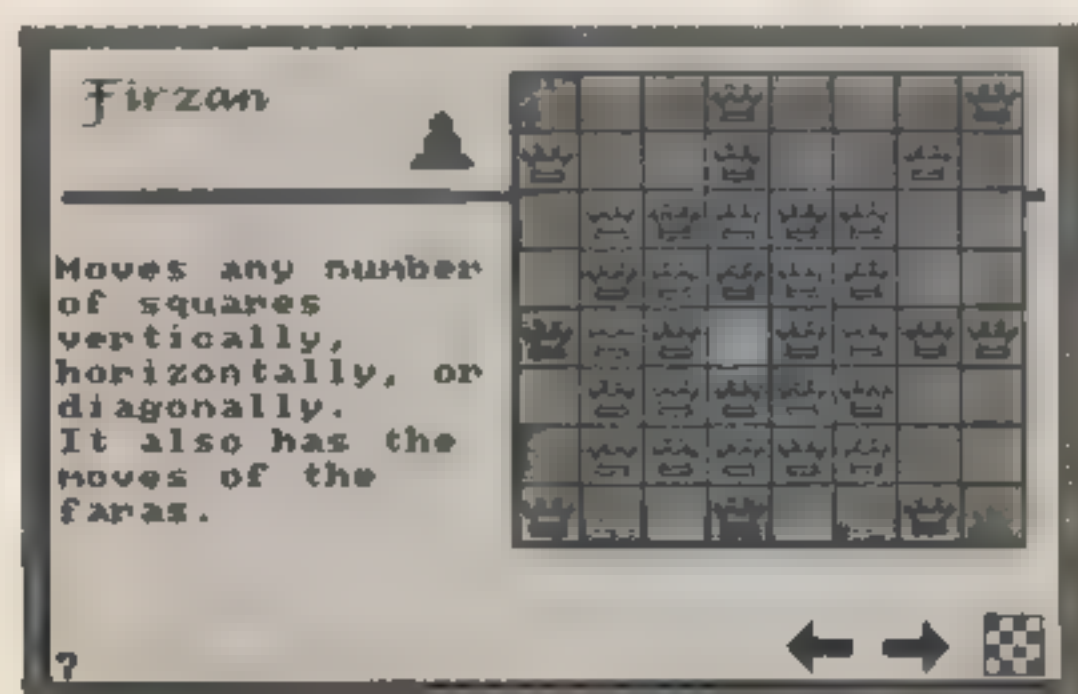 Firzan
Moves any number
of squares
vertically,
horizontally, or
diagonally.
It also has the
moves of the
faras.
?